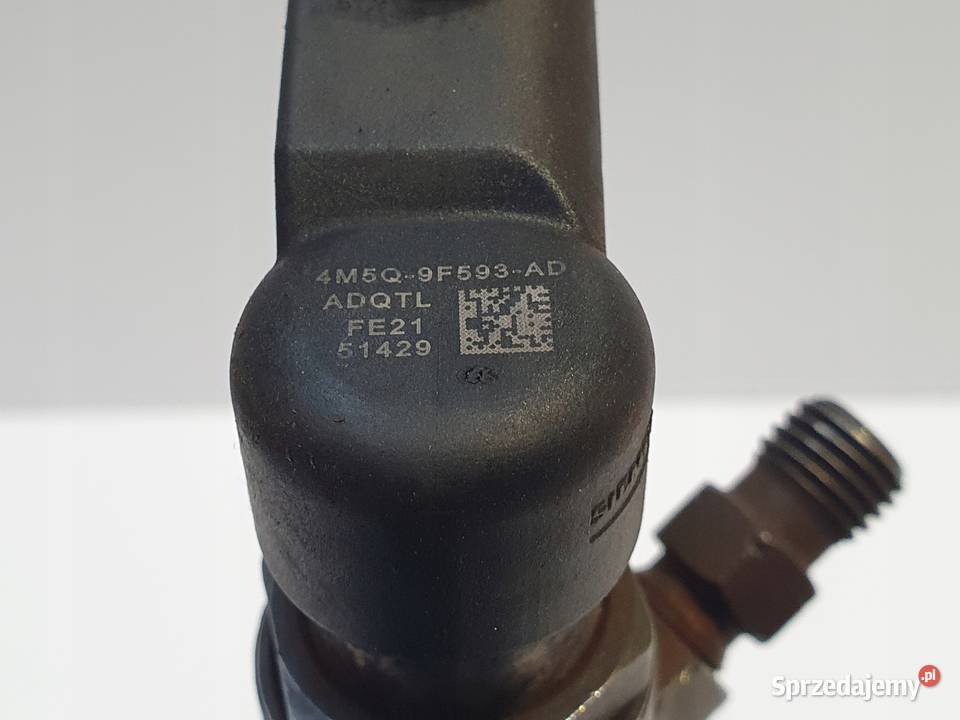 4M5Q-9F593-AD
ADQTL
FE21
51429
Sprzedajemy.pl